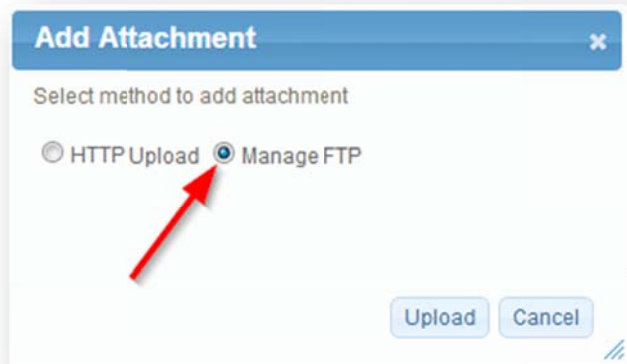 Add Attachment
Select method to add attachment
HTTP Upload Manage FTP
Upload Cancel